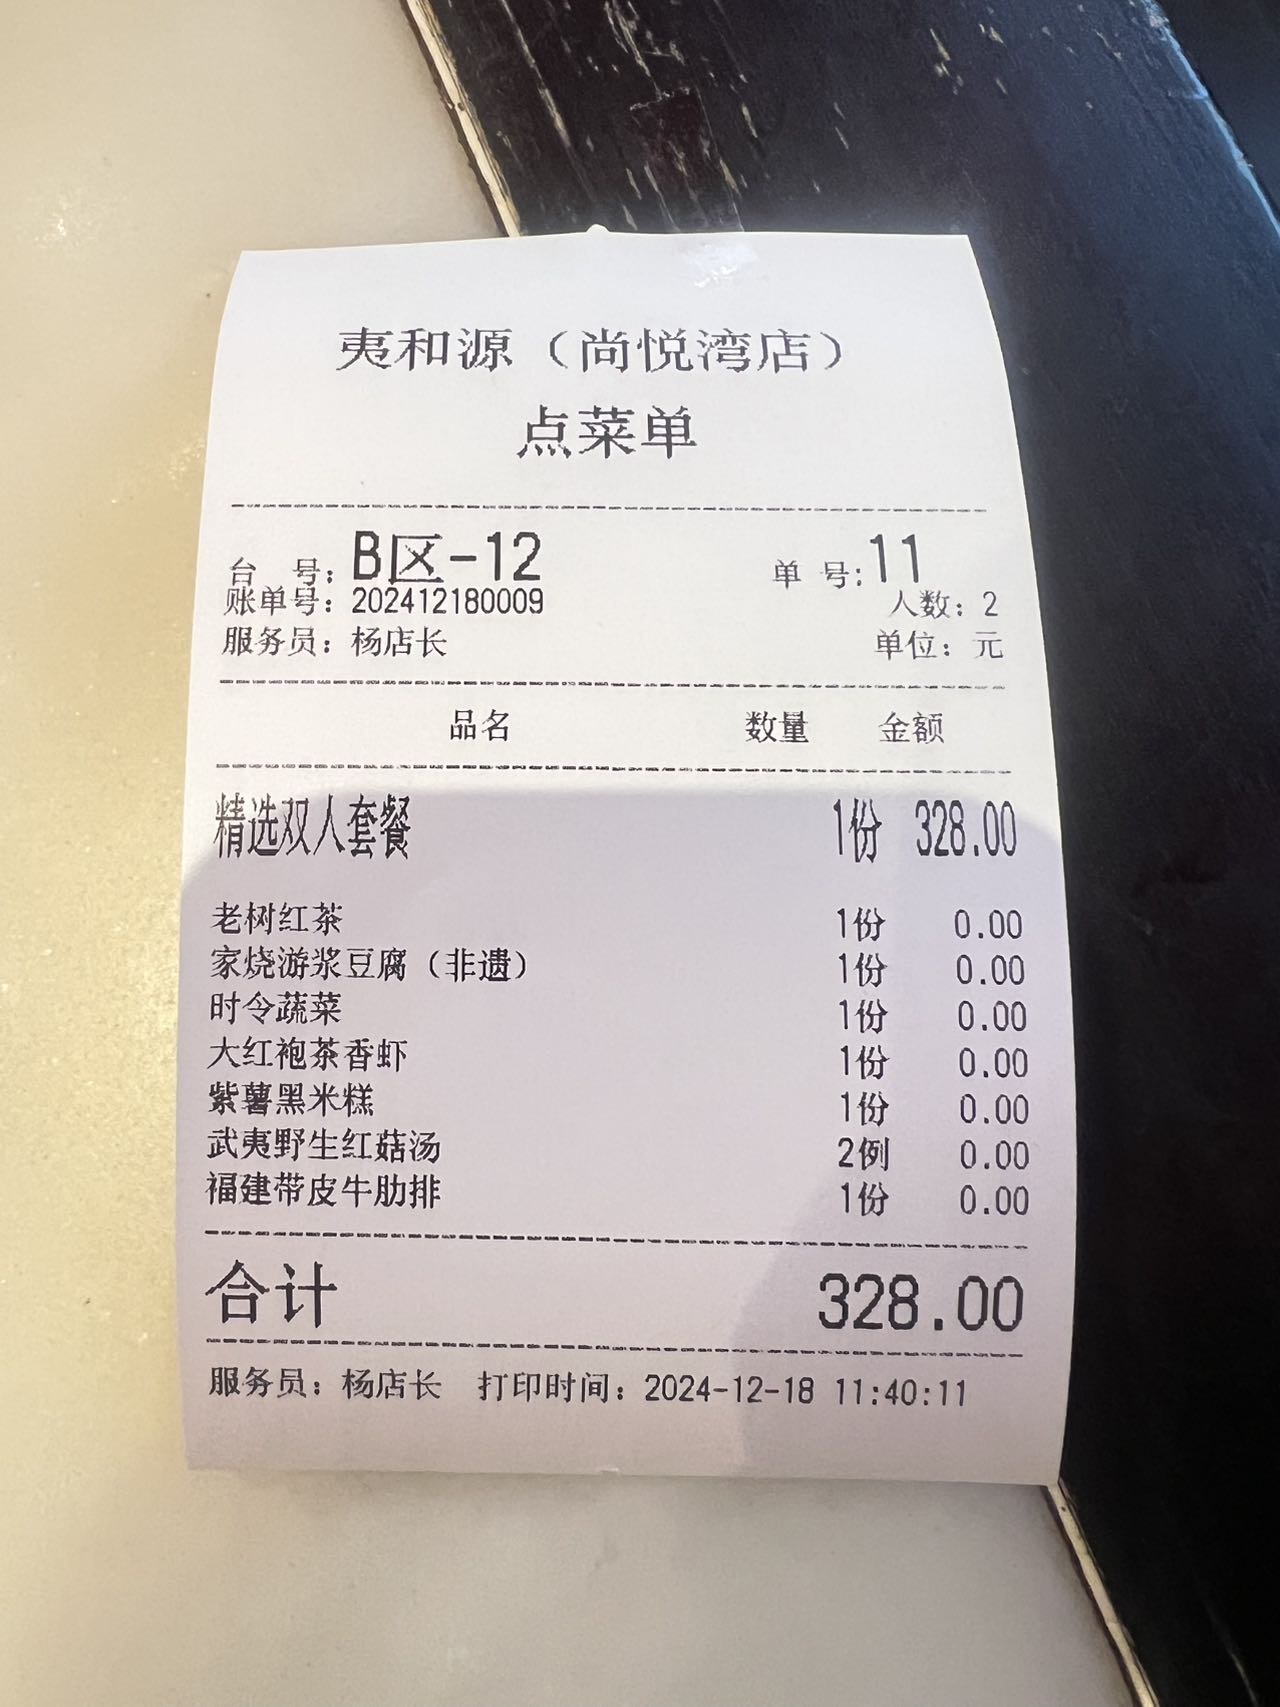 夷和源（尚悦湾店）
点菜单
台 号：B区-12 单 号：11
账单号：202412180009 人数：2
服务员：杨店长 单位：元
品名 数量 金额
精选双人套餐 1份 328.00
老树红茶 1份 0.00
家烧游浆豆腐（非遗） 1份 0.00
时令蔬菜 1份 0.00
大红袍茶香虾 1份 0.00
紫薯黑米糕 1份 0.00
武夷野生红菇汤 2例 0.00
福建带皮牛肋排 1份 0.00
合计 328.00
服务员：杨店长 打印时间：2024-12-18 11:40:11